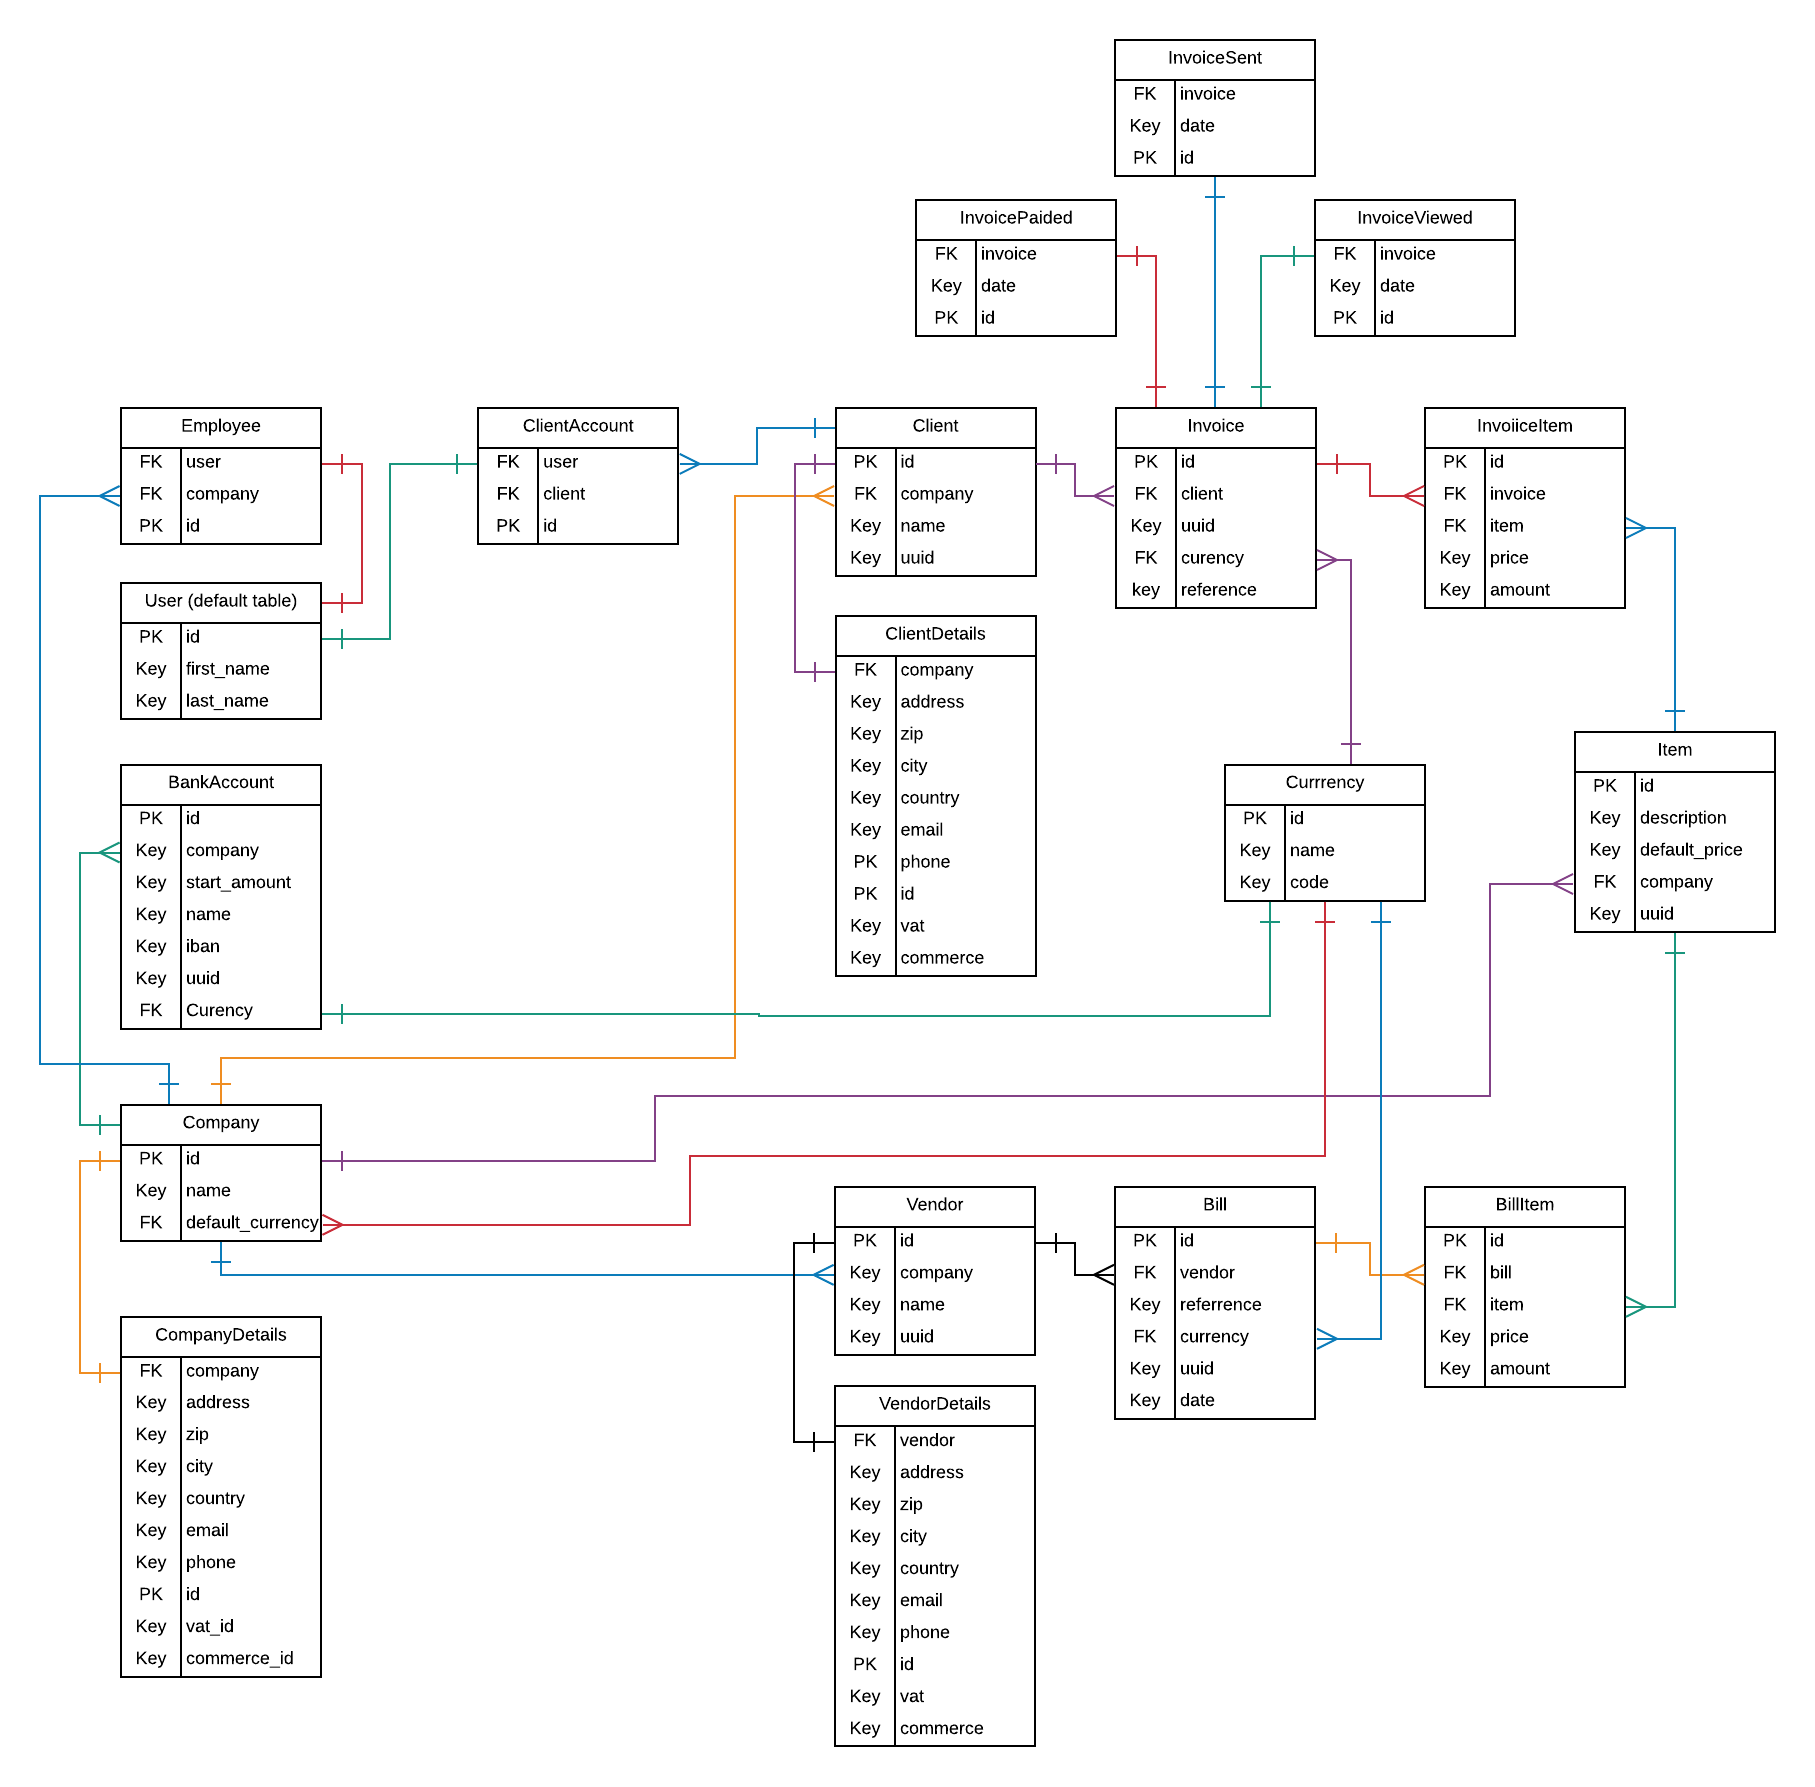 InvoiceSent
FK invoice
Key date
PK id
InvoicePaided
FK invoice
Key date
PK id
InvoiceViewed
FK invoice
Key date
PK id
Employee
FK user
FK company
PK id
ClientAccount
FK user
FK client
PK id
Client
PK id
FK company
Key name
Key uuid
Invoice
PK id
FK client
Key uuid
FK curency
key reference
InvoiiceItem
PK id
FK invoice
FK item
Key price
Key amount
User (default table)
PK id
Key first_name
Key last_name
ClientDetails
FK company
Key address
Key zip
Key city
Key country
Key email
PK phone
PK id
Key vat
Key commerce
BankAccount
PK id
Key company
Key start_amount
Key name
Key iban
Key uuid
FK Curency
Currrency
PK id
Key name
Key code
Item
PK id
Key description
Key default_price
FK company
Key uuid
Company
PK id
Key name
FK default_currency
Vendor
PK id
Key company
Key name
Key uuid
Bill
PK id
FK vendor
Key referrence
FK currency
Key uuid
Key date
BillItem
PK id
FK bill
FK item
Key price
Key amount
CompanyDetails
FK company
Key address
Key zip
Key city
Key country
Key email
Key phone
PK id
Key vat_id
Key commerce_id
VendorDetails
FK vendor
Key address
Key zip
Key city
Key country
Key email
Key phone
PK id
Key vat
Key commerce